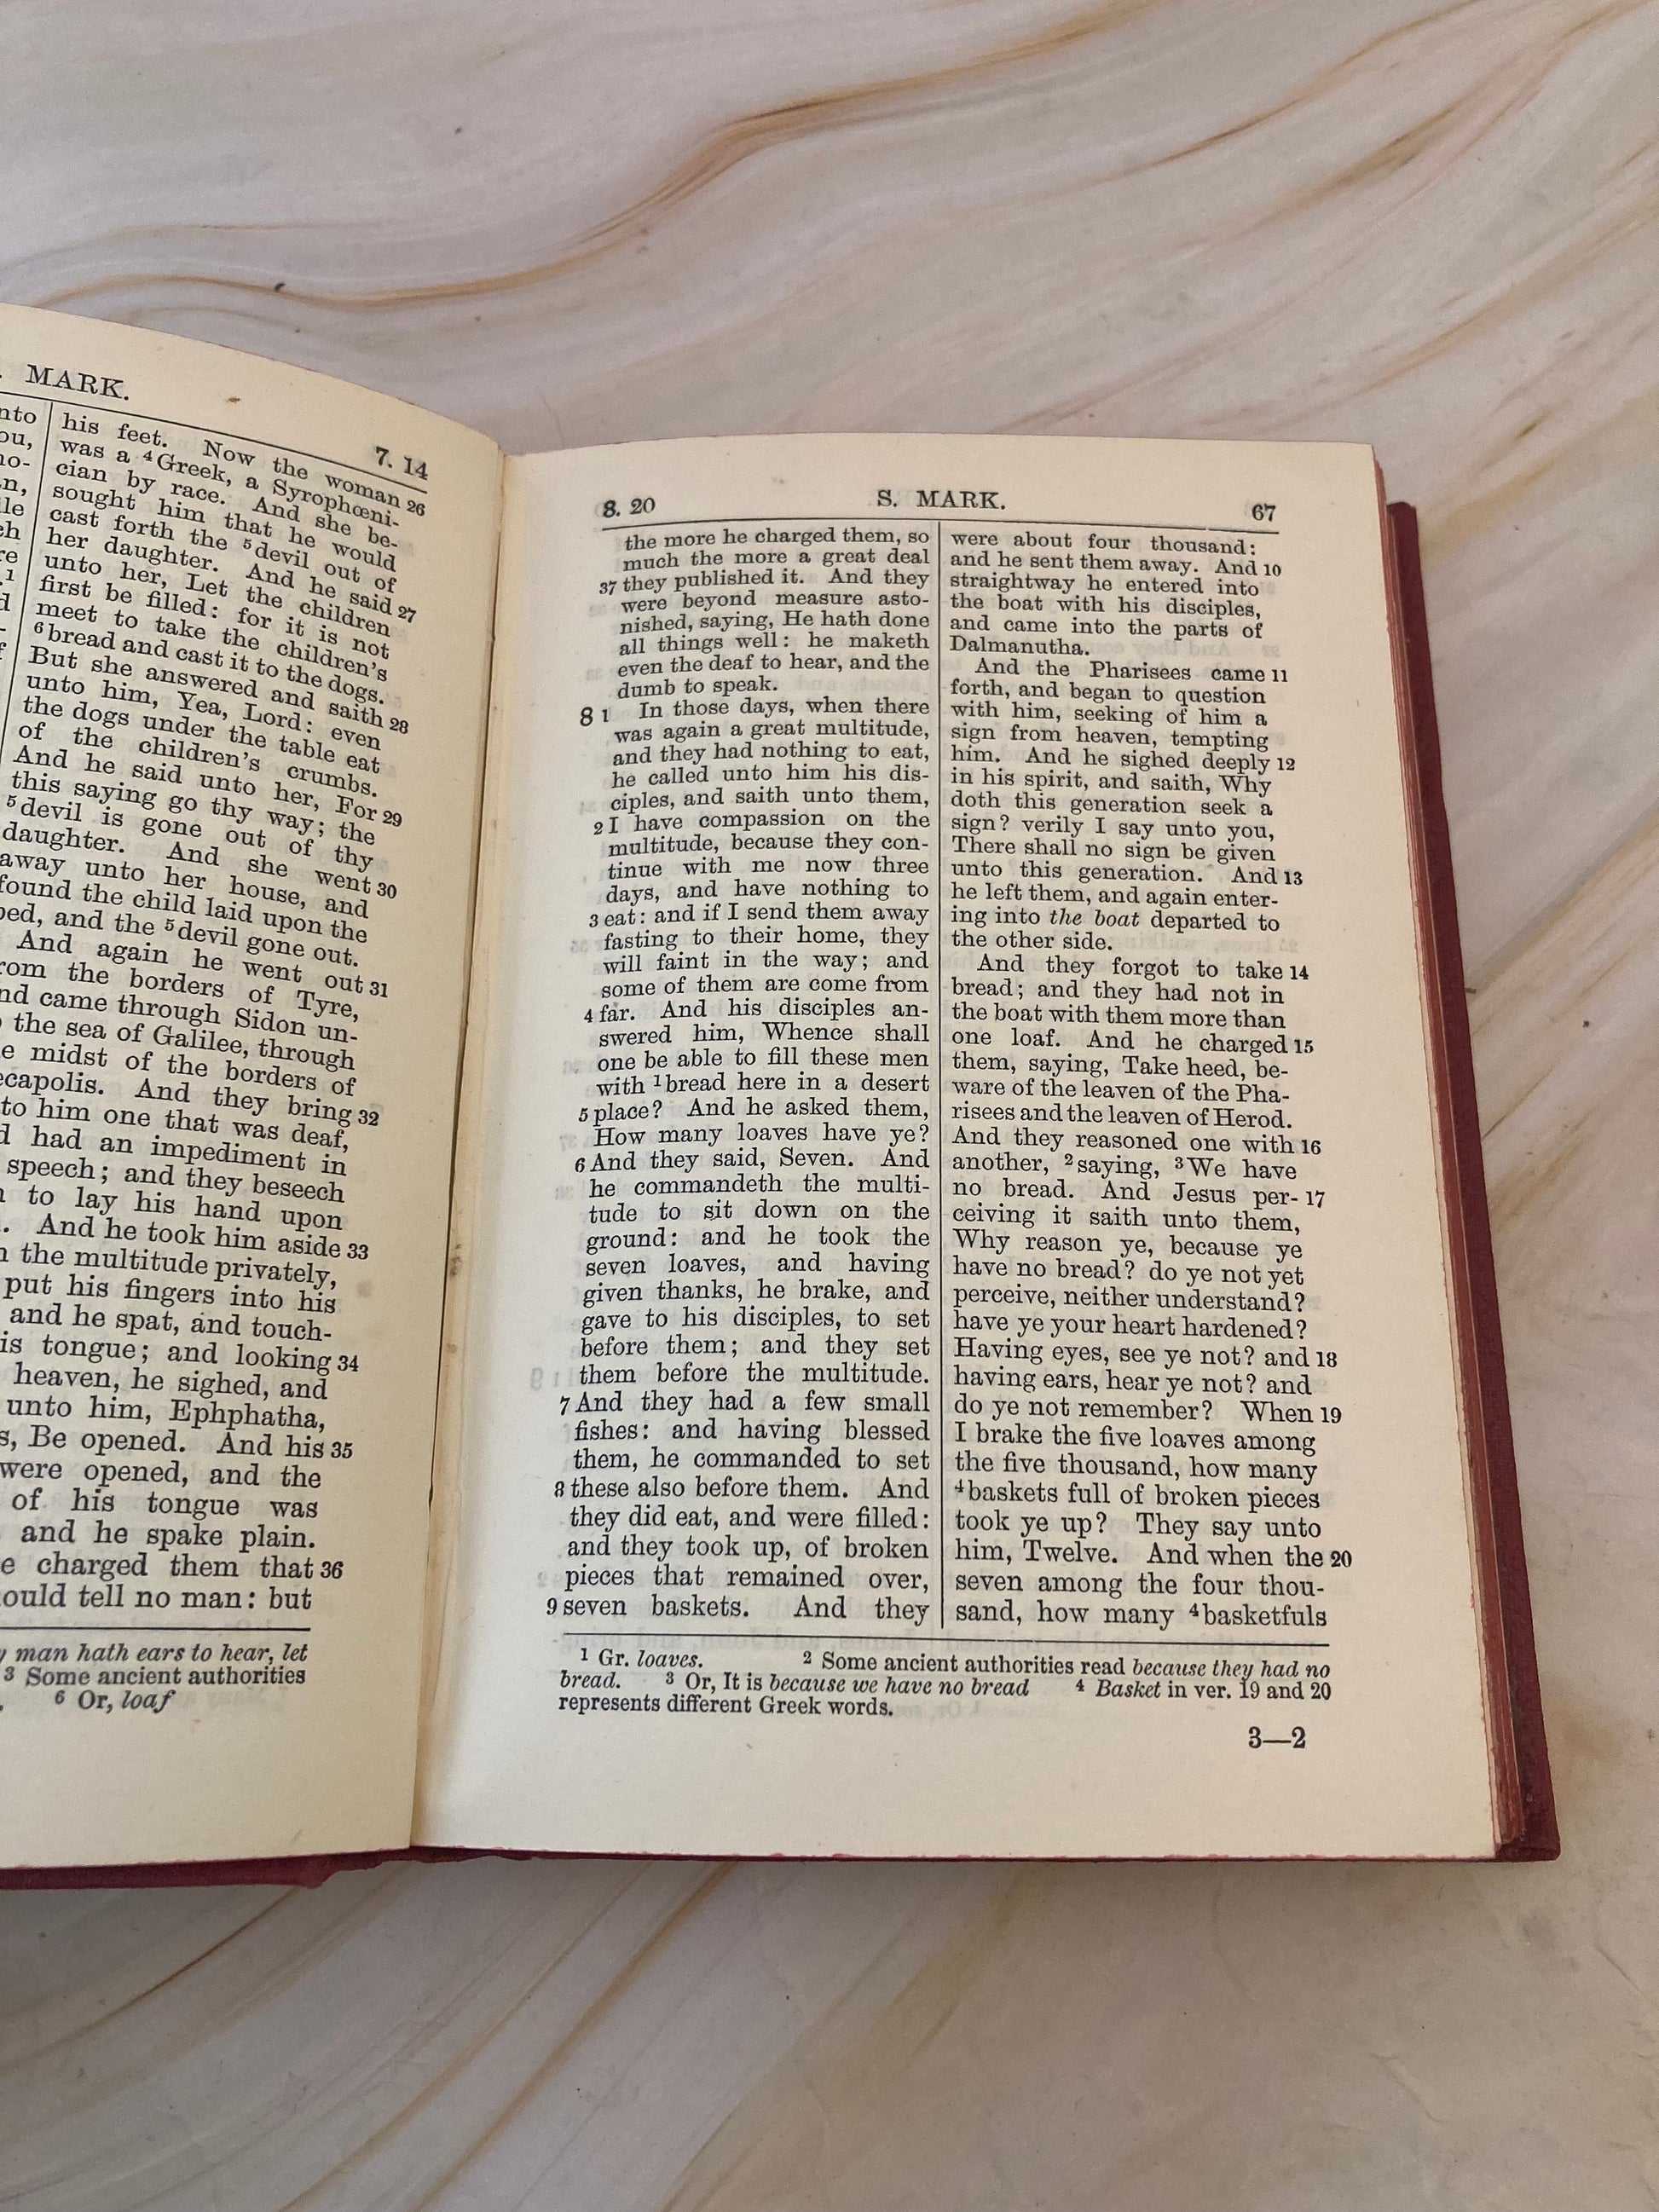 MARK.
7. 14
nto
ou,
no-
n,
lle
ch
re
1
his feet. Now the woman 26
was a 4 Greek, a Syrophœni-
cian by race. And she be-
sought him that he would
cast forth the 5 devil out of
her daughter. And he said 27
unto her, Let the children
first be filled: for it is not
meet to take the children's
6 bread and cast it to the dogs.
But she answered and saith 28
unto him, Yea, Lord: even
the dogs under the table eat
of the children's crumbs.
And he said unto her, For 29
this saying go thy way; the
5 devil is gone out of thy
daughter. And she went 30
away unto her house, and
found the child laid upon the
bed, and the 5 devil gone out.
And again he went out 31
rom the borders of Tyre,
nd came through Sidon un-
the sea of Galilee, through
e midst of the borders of
ecapolis. And they bring 32
to him one that was deaf,
d had an impediment in
speech; and they beseech
to lay his hand upon
. And he took him aside 33
the multitude privately,
put his fingers into his
and he spat, and touch-
is tongue; and looking 34
heaven, he sighed, and
unto him, Ephphatha,
s, Be opened. And his 35
were opened, and the
of his tongue was
and he spake plain.
e charged them that 36
ould tell no man: but
man hath ears to hear, let
3 Some ancient authorities
6 Or, loaf
8. 20 S. MARK. 67
the more he charged them, so
much the more a great deal
37 they published it. And they
were beyond measure asto-
nished, saying, He hath done
all things well: he maketh
even the deaf to hear, and the
dumb to speak.
8 1 In those days, when there
was again a great multitude,
and they had nothing to eat,
he called unto him his dis-
ciples, and saith unto them,
2 I have compassion on the
multitude, because they con-
tinue with me now three
days, and have nothing to
3 eat: and if I send them away
fasting to their home, they
will faint in the way; and
some of them are come from
4 far. And his disciples an-
swered him, Whence shall
one be able to fill these men
with 1 bread here in a desert
5 place? And he asked them,
How many loaves have ye?
6 And they said, Seven. And
he commandeth the multi-
tude to sit down on the
ground: and he took the
seven loaves, and having
given thanks, he brake, and
gave to his disciples, to set
before them; and they set
them before the multitude.
7 And they had a few small
fishes: and having blessed
them, he commanded to set
8 these also before them. And
they did eat, and were filled:
and they took up, of broken
pieces that remained over,
9 seven baskets. And they
were about four thousand:
and he sent them away. And 10
straightway he entered into
the boat with his disciples,
and came into the parts of
Dalmanutha.
And the Pharisees came 11
forth, and began to question
with him, seeking of him a
sign from heaven, tempting
him. And he sighed deeply 12
in his spirit, and saith, Why
doth this generation seek a
sign? verily I say unto you,
There shall no sign be given
unto this generation. And 13
he left them, and again enter-
ing into the boat departed to
the other side.
And they forgot to take 14
bread; and they had not in
the boat with them more than
one loaf. And he charged 15
them, saying, Take heed, be-
ware of the leaven of the Pha-
risees and the leaven of Herod.
And they reasoned one with 16
another, 2 saying, 3 We have
no bread. And Jesus per- 17
ceiving it saith unto them,
Why reason ye, because ye
have no bread? do ye not yet
perceive, neither understand?
have ye your heart hardened?
Having eyes, see ye not? and 18
having ears, hear ye not? and
do ye not remember? When 19
I brake the five loaves among
the five thousand, how many
4 baskets full of broken pieces
took ye up? They say unto
him, Twelve. And when the 20
seven among the four thou-
sand, how many 4 basketfuls
1 Gr. loaves. 2 Some ancient authorities read because they had no
bread. 3 Or, It is because we have no bread 4 Basket in ver. 19 and 20
represents different Greek words.
3—2